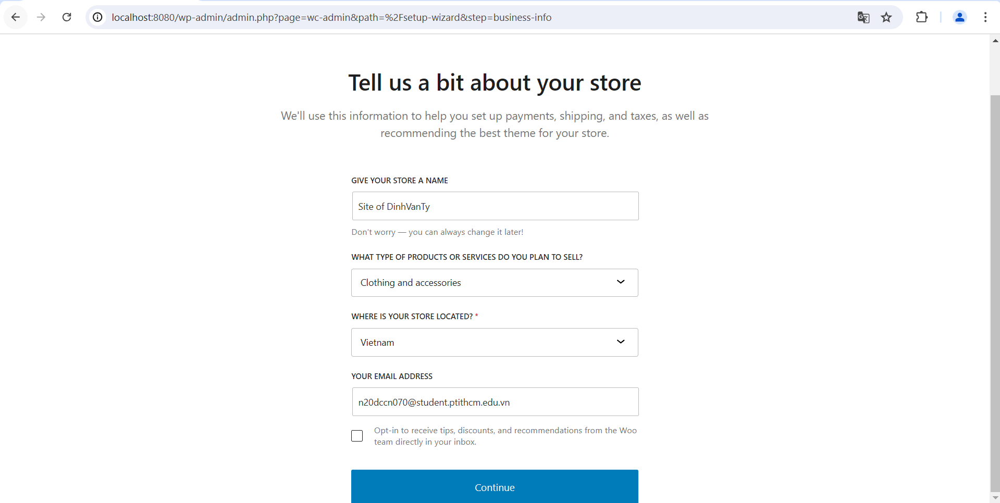 localhost:8080/wp-admin/admin.php?page=wc-admin&path=%2Fsetup-wizard&step=business-info
Tell us a bit about your store
We'll use this information to help you set up payments, shipping, and taxes, as well as
recommending the best theme for your store.
GIVE YOUR STORE A NAME
Site of DinhVanTy
Don't worry — you can always change it later!
WHAT TYPE OF PRODUCTS OR SERVICES DO YOU PLAN TO SELL?
Clothing and accessories
WHERE IS YOUR STORE LOCATED? *
Vietnam
YOUR EMAIL ADDRESS
n20dccn070@student.ptithcm.edu.vn
Opt-in to receive tips, discounts, and recommendations from the Woo
team directly in your inbox.
Continue